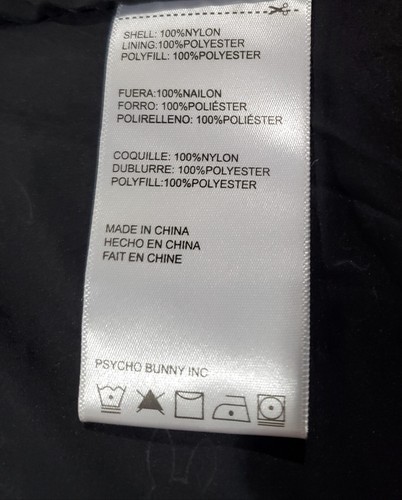 SHELL: 100%NYLON
LINING:100%POLYESTER
POLYFILL: 100%POLYESTER
FUERA:100%NAILON
FORRO: 100%POLIÉSTER
POLIRELLENO: 100%POLIÉSTER
COQUILLE: 100%NYLON
DUBLURRE: 100%POLYESTER
POLYFILL:100%POLYESTER
MADE IN CHINA
HECHO EN CHINA
FAIT EN CHINE
PSYCHO BUNNY INC